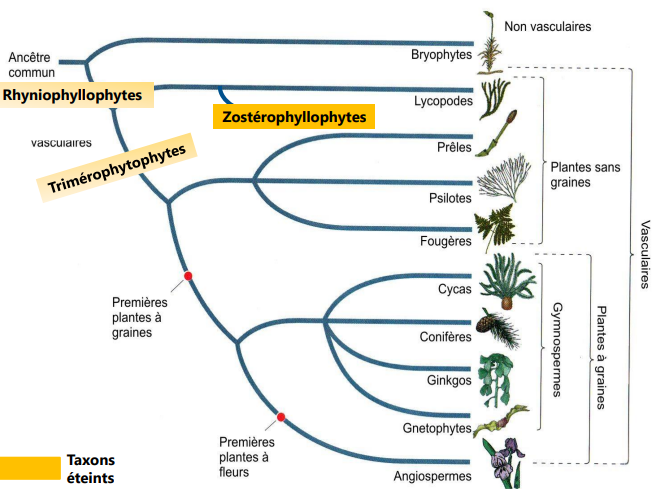 Non vasculaires
Bryophytes
Ancêtre
commun
Rhyniophyllophytes
Lycopodes
Zostérophyllophytes
vasculaires
Prêles
Trimérophytophytes
Plantes sans
graines
Psilotes
Fougères
Vasculaires
Cycas
Premières
plantes à
graines
Gymnospermes
Plantes à graines
Conifères
Ginkgos
Gnetophytes
Premières
plantes à
fleurs
Angiospermes
Taxons
éteints